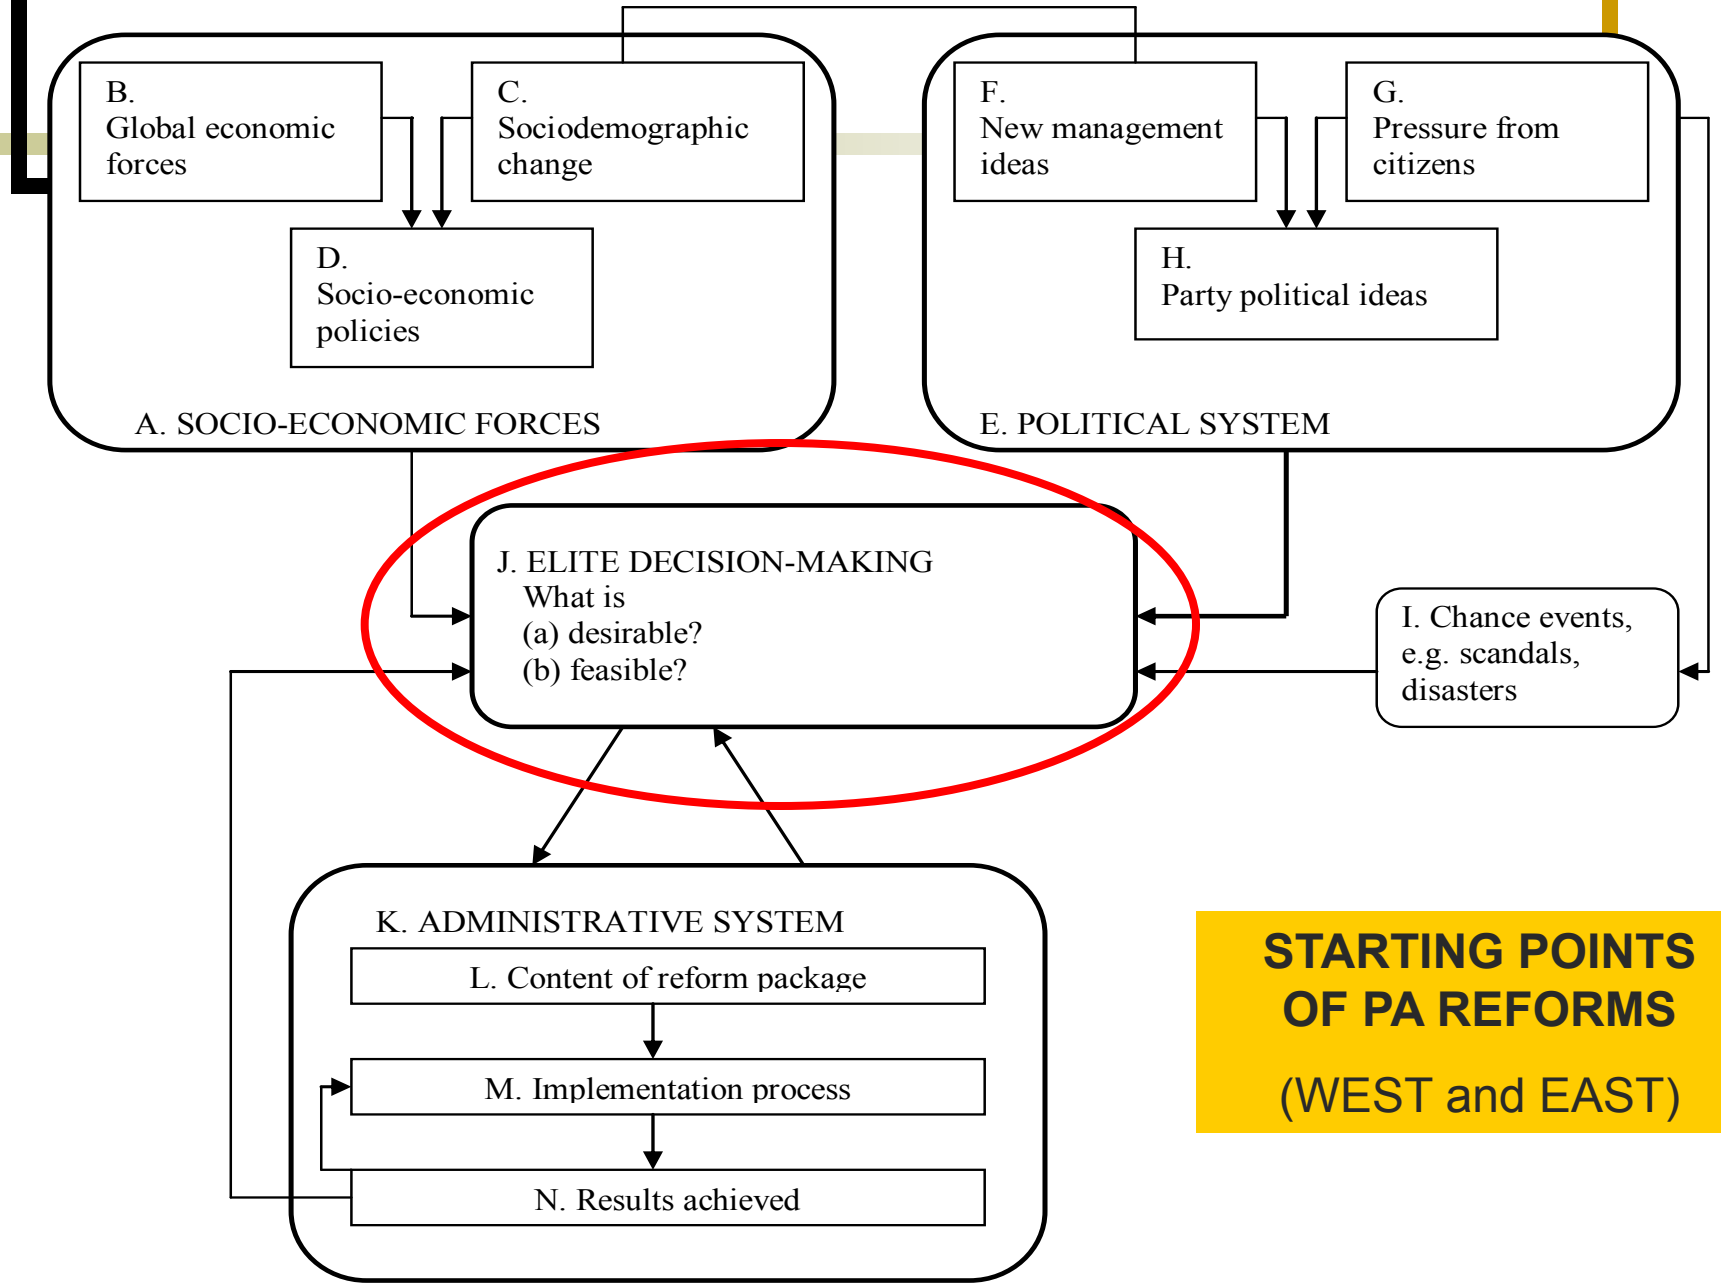 B.
Global economic
forces
C.
Sociodemographic
change
D.
Socio-economic
policies
A. SOCIO-ECONOMIC FORCES
F.
New management
ideas
G.
Pressure from
citizens
H.
Party political ideas
E. POLITICAL SYSTEM
J. ELITE DECISION-MAKING
What is
(a) desirable?
(b) feasible?
I. Chance events,
e.g. scandals,
disasters
K. ADMINISTRATIVE SYSTEM
L. Content of reform package
M. Implementation process
N. Results achieved
STARTING POINTS
OF PA REFORMS
(WEST and EAST)